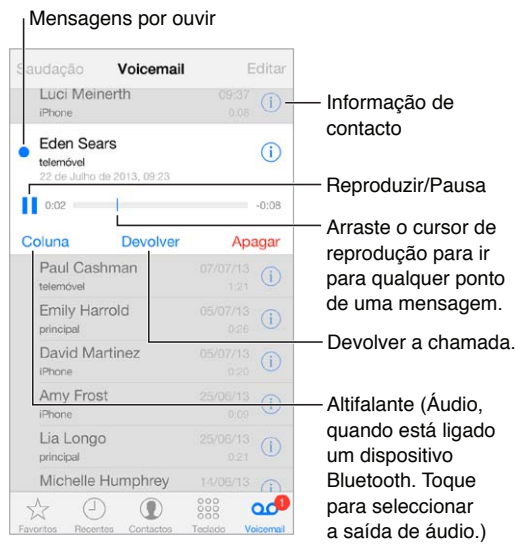 Mensagens por ouvir
Saudação Voicemail Editar
Luci Meinerth 09:37
iPhone 0:08
Informação de
contacto
Eden Sears
telemóvel
22 de Julho de 2013, 09:23
0:02 -0:08
Reproduzir/Pausa
Coluna Devolver Apagar
Arraste o cursor de
reprodução para ir
para qualquer ponto
de uma mensagem.
Paul Cashman 07/07/13
telemóvel 1:21
Emily Harrold 05/07/13
principal 0:26
Devolver a chamada.
David Martinez 05/07/13
iPhone 0:20
Amy Frost 25/06/13
iPhone 0:09
Lia Longo 25/06/13
principal 0:21
Michelle Humphrey 14/06/13
Altifalante (Áudio,
quando está ligado
um dispositivo
Bluetooth. Toque
para seleccionar
a saída de áudio.)
1
Favoritos Recentes Contactos Teclado Voicemail